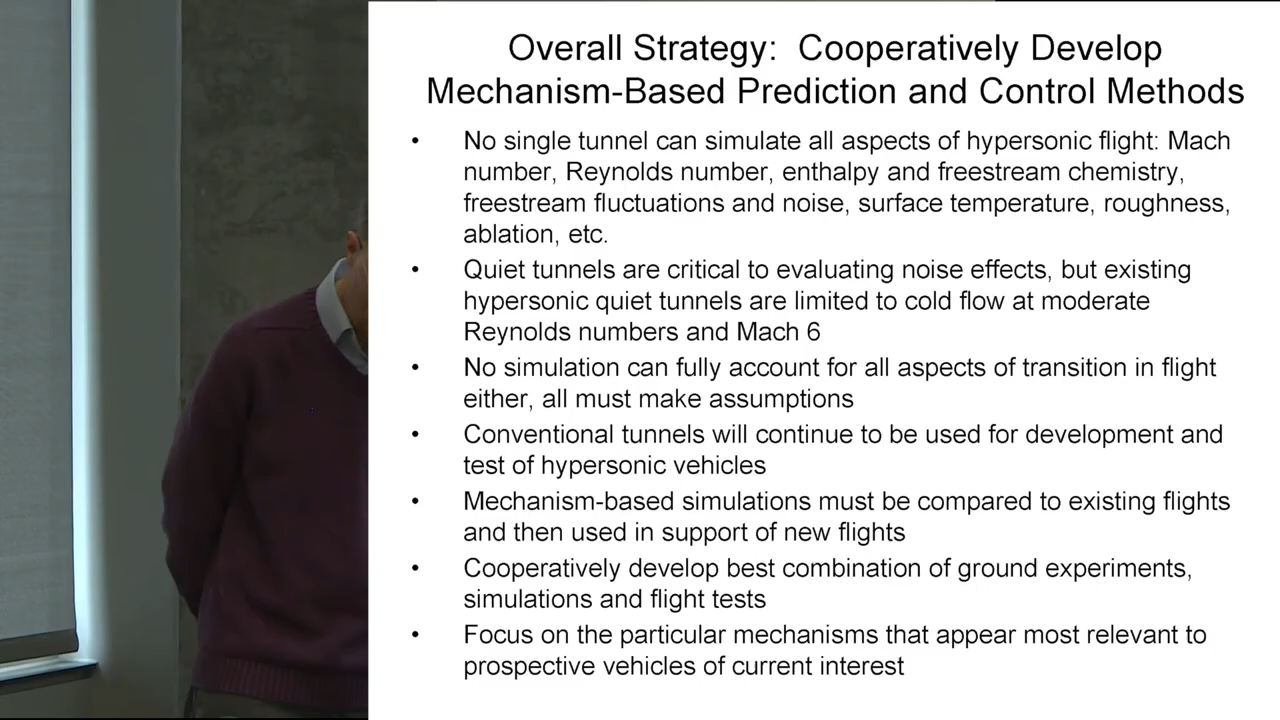 Overall Strategy:  Cooperatively Develop
Mechanism-Based Prediction and Control Methods
• No single tunnel can simulate all aspects of hypersonic flight: Mach
number, Reynolds number, enthalpy and freestream chemistry,
freestream fluctuations and noise, surface temperature, roughness,
ablation, etc.
• Quiet tunnels are critical to evaluating noise effects, but existing
hypersonic quiet tunnels are limited to cold flow at moderate
Reynolds numbers and Mach 6
• No simulation can fully account for all aspects of transition in flight
either, all must make assumptions
• Conventional tunnels will continue to be used for development and
test of hypersonic vehicles
• Mechanism-based simulations must be compared to existing flights
and then used in support of new flights
• Cooperatively develop best combination of ground experiments,
simulations and flight tests
• Focus on the particular mechanisms that appear most relevant to
prospective vehicles of current interest